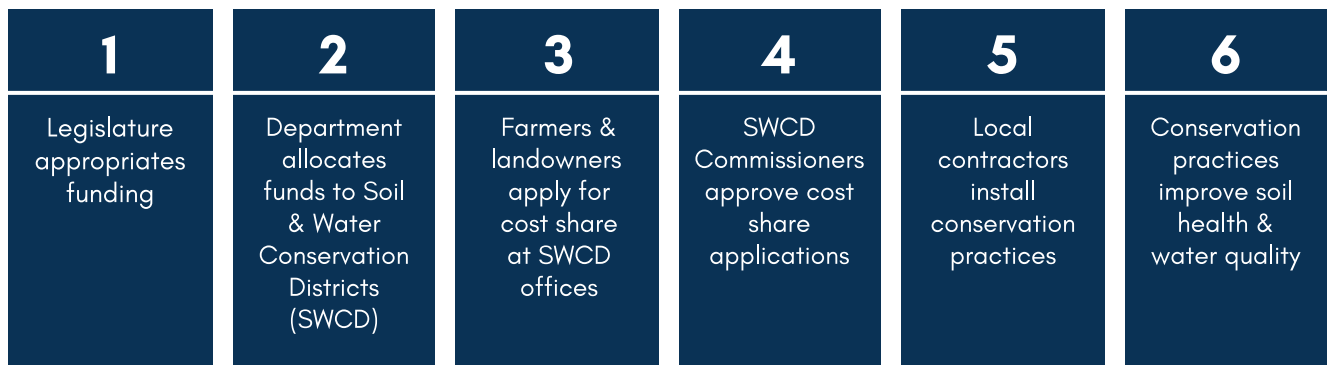 1
Legislature
appropriates
funding
2
Department
allocates
funds to Soil
& Water
Conservation
Districts
(SWCD)
3
Farmers &
landowners
apply for
cost share
at SWCD
offices
4
SWCD
Commissioners
approve cost
share
applications
5
Local
contractors
install
conservation
practices
6
Conservation
practices
improve soil
health &
water quality